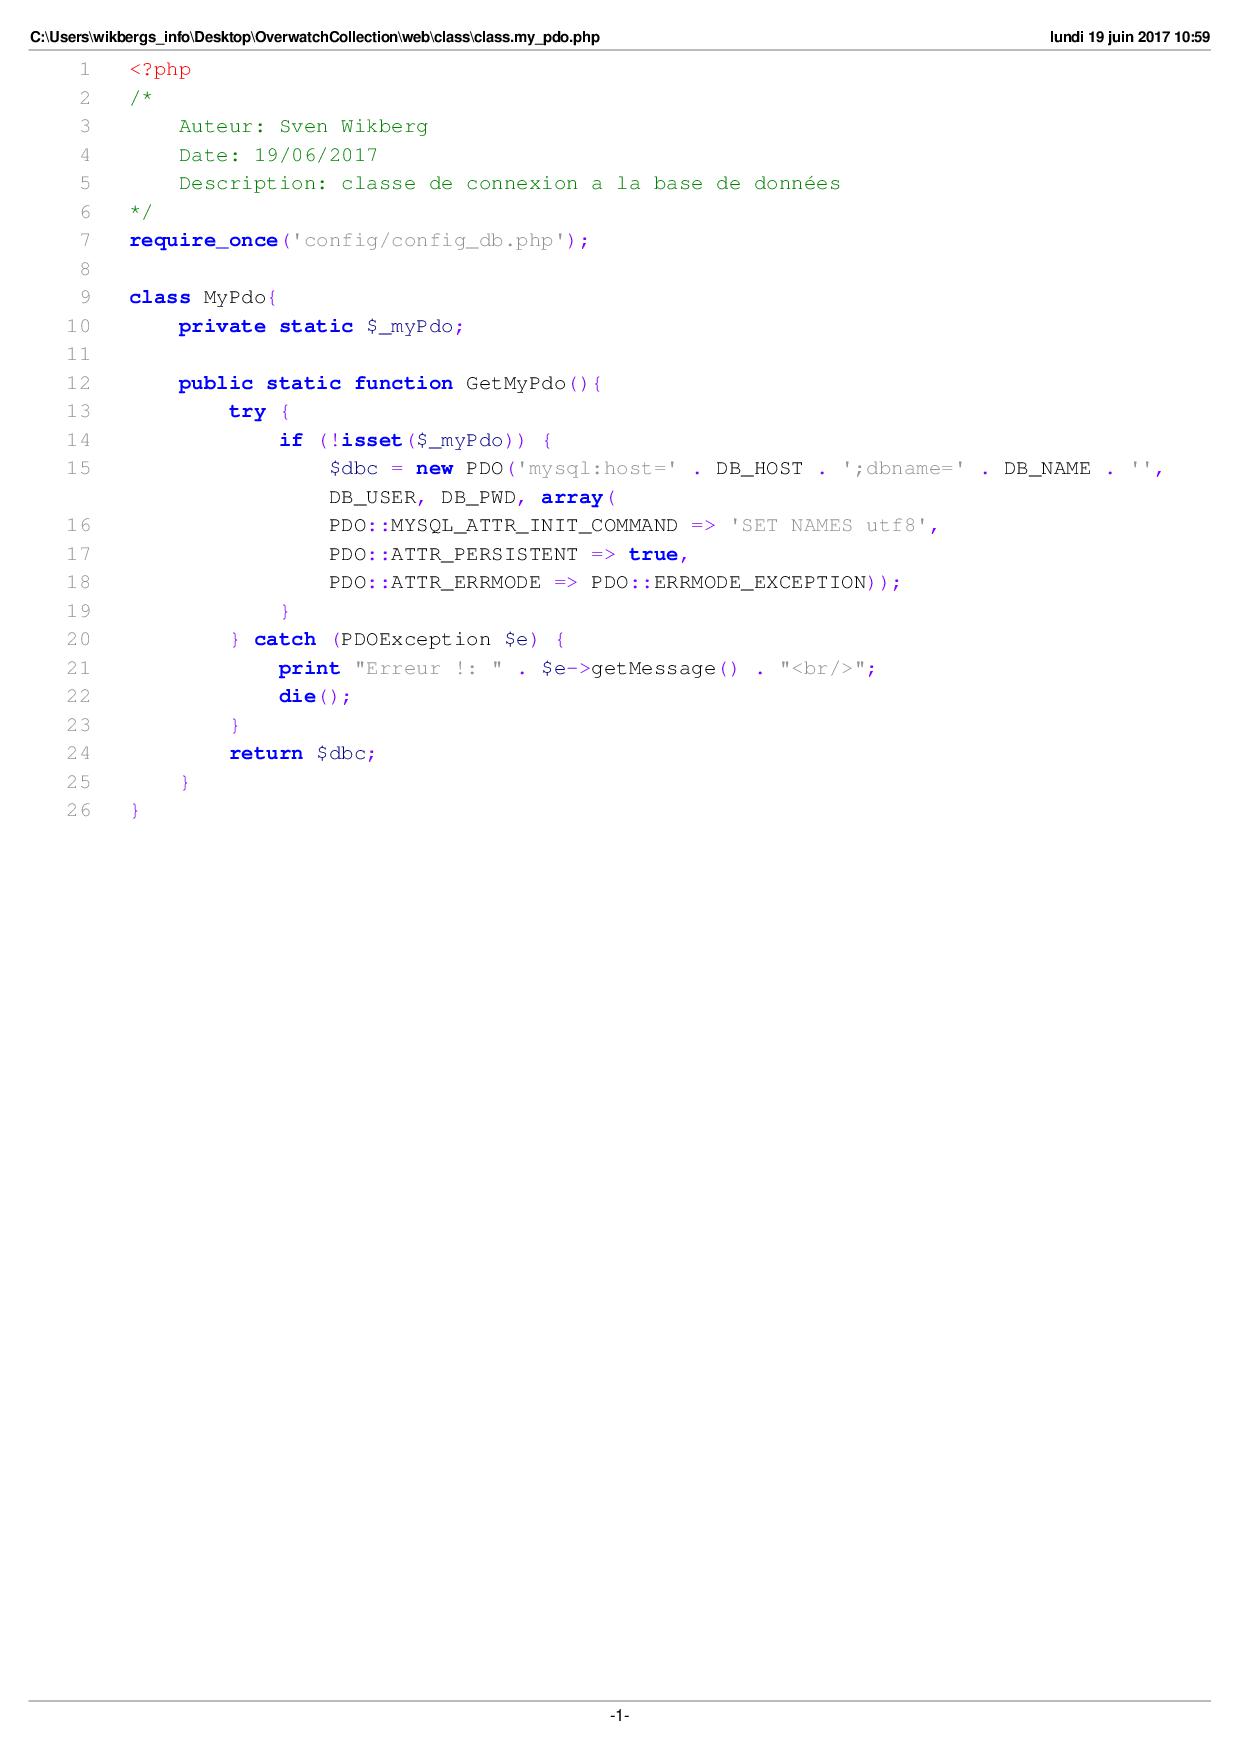 C:\Users\wikbergs_info\Desktop\OverwatchCollection\web\class\class.my_pdo.php lundi 19 juin 2017 10:59
1 <?php
2 /*
3     Auteur: Sven Wikberg
4     Date: 19/06/2017
5     Description: classe de connexion a la base de données
6 */
7 require_once('config/config_db.php');
8
9 class MyPdo{
10     private static $_myPdo;
11
12     public static function GetMyPdo(){
13         try {
14             if (!isset($_myPdo)) {
15                 $dbc = new PDO('mysql:host=' . DB_HOST . ';dbname=' . DB_NAME . '',
                DB_USER, DB_PWD, array(
16                 PDO::MYSQL_ATTR_INIT_COMMAND => 'SET NAMES utf8',
17                 PDO::ATTR_PERSISTENT => true,
18                 PDO::ATTR_ERRMODE => PDO::ERRMODE_EXCEPTION));
19             }
20         } catch (PDOException $e) {
21             print "Erreur !: " . $e->getMessage() . "<br/>";
22             die();
23         }
24         return $dbc;
25     }
26 }
-1-